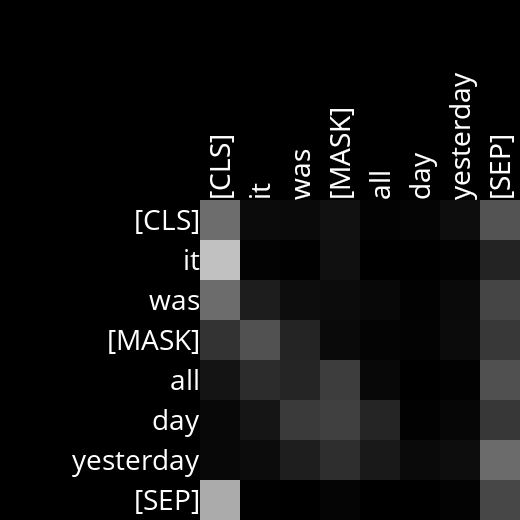 [CLS]
it
was
[MASK]
all
day
yesterday
[SEP]
[CLS]
it
was
[MASK]
all
day
yesterday
[SEP]